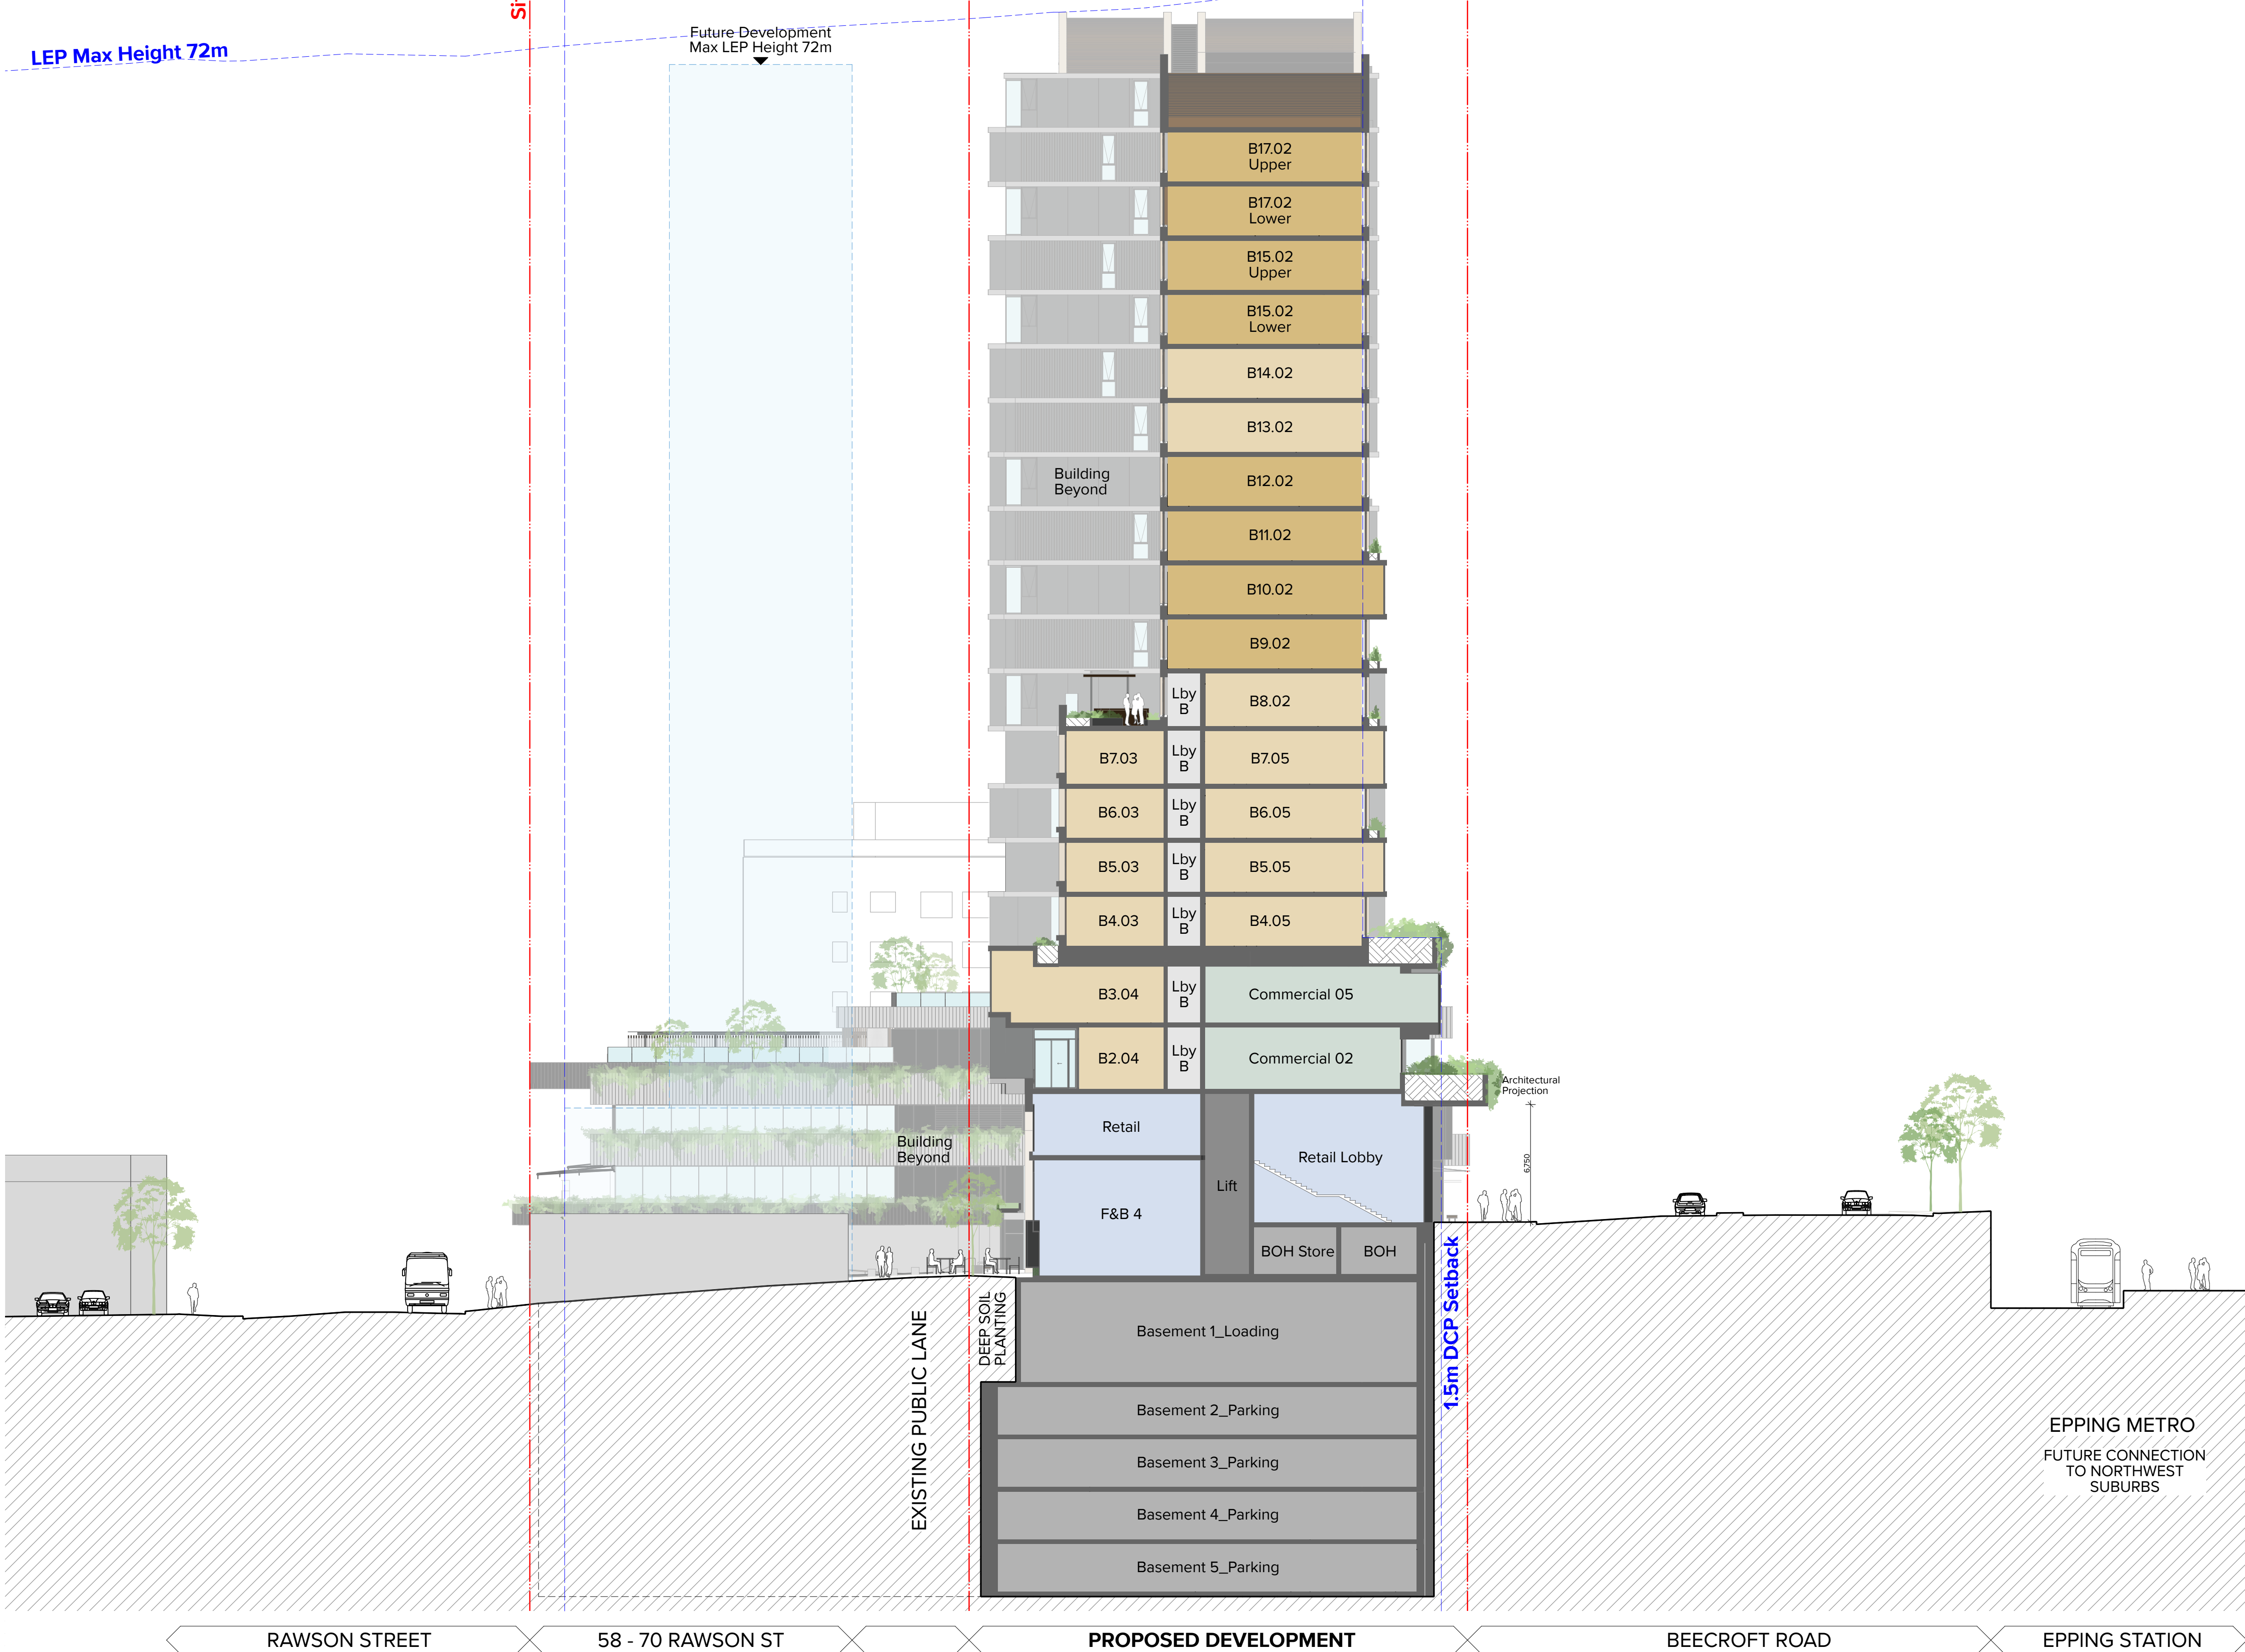 LEP Max Height 72m
Future Development
Max LEP Height 72m
B17.02
Upper
B17.02
Lower
B15.02
Upper
B15.02
Lower
B14.02
B13.02
Building
Beyond
B12.02
B11.02
B10.02
B9.02
Lby
B
B8.02
B7.03
Lby
B
B7.05
B6.03
Lby
B
B6.05
B5.03
Lby
B
B5.05
B4.03
Lby
B
B4.05
B3.04
Lby
B
Commercial 05
B2.04
Lby
B
Commercial 02
Architectural
Projection
Building
Beyond
Retail
Retail Lobby
6750
Lift
F&B 4
BOH Store
BOH
EXISTING PUBLIC LANE
DEEP SOIL
PLANTING
1.5m DCP Setback
Basement 1_Loading
Basement 2_Parking
Basement 3_Parking
Basement 4_Parking
Basement 5_Parking
EPPING METRO
FUTURE CONNECTION
TO NORTHWEST
SUBURBS
RAWSON STREET
58 - 70 RAWSON ST
PROPOSED DEVELOPMENT
BEECROFT ROAD
EPPING STATION